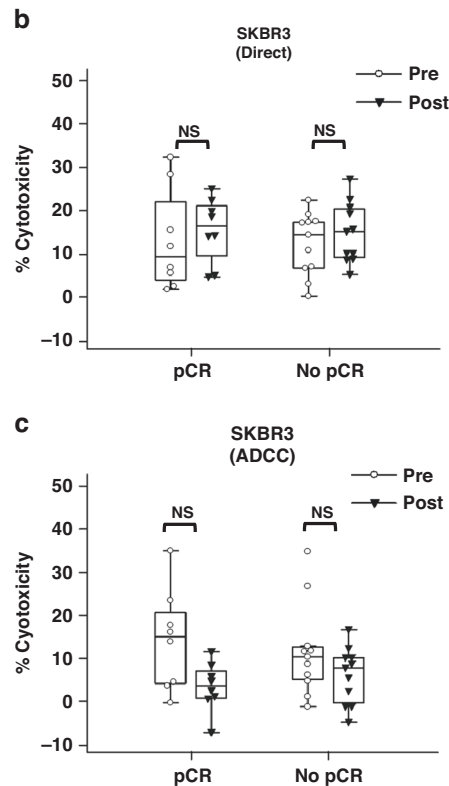 b
SKBR3
(Direct)
Pre
Post
50
40
30
20
10
0
–10
% Cytotoxicity
NS
NS
pCR
No pCR
c
SKBR3
(ADCC)
Pre
Post
50
40
30
20
10
0
–10
% Cyotoxicity
NS
NS
pCR
No pCR